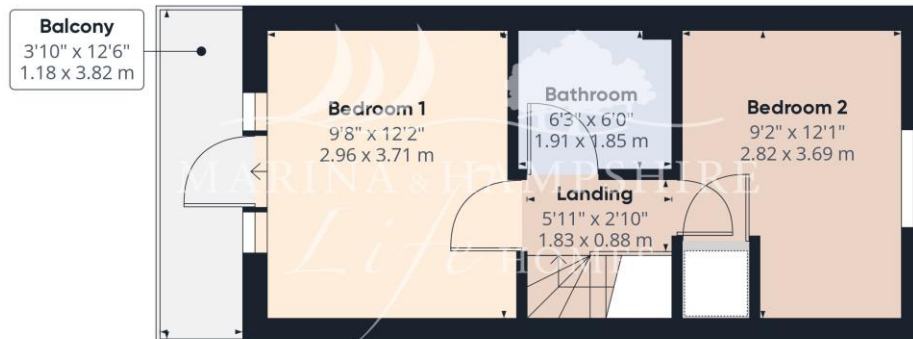 Balcony
3'10" x 12'6"
1.18 x 3.82 m
Bedroom 1
9'8" x 12'2"
2.96 x 3.71 m
Bathroom
6'3" x 6'0"
1.91 x 1.85 m
Bedroom 2
9'2" x 12'1"
2.82 x 3.69 m
Landing
5'11" x 2'10"
1.83 x 0.88 m
MARINA & HAMPSHIRE
Life HOMES